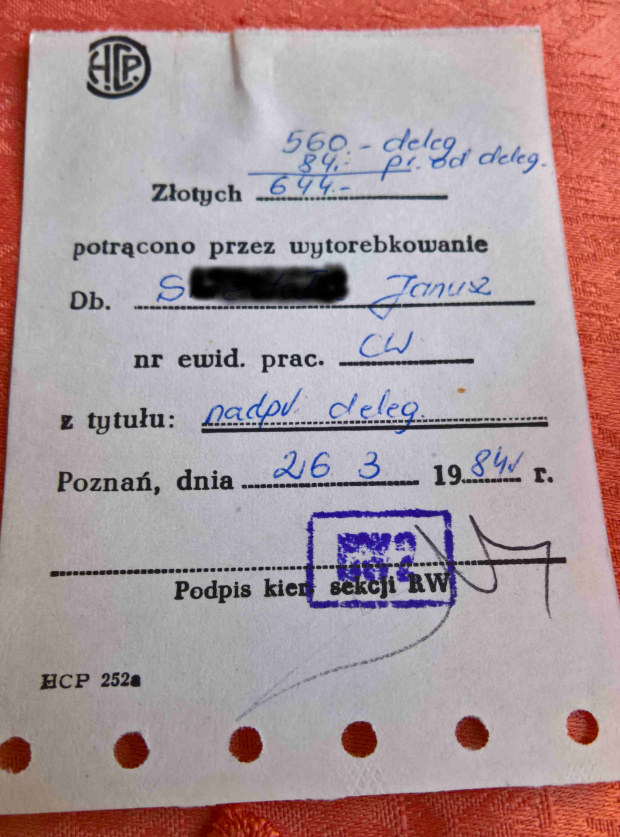 HCP
560.- deleg.
84.- pr. od deleg.
Złotych 644.-
potrącono przez wytorebkowanie
Db. S Janusz
nr ewid. prac. CW
z tytułu: nadpł. deleg.
Poznań, dnia 26 3 1984 r.
Podpis kier. sekcji RW
HCP 252a